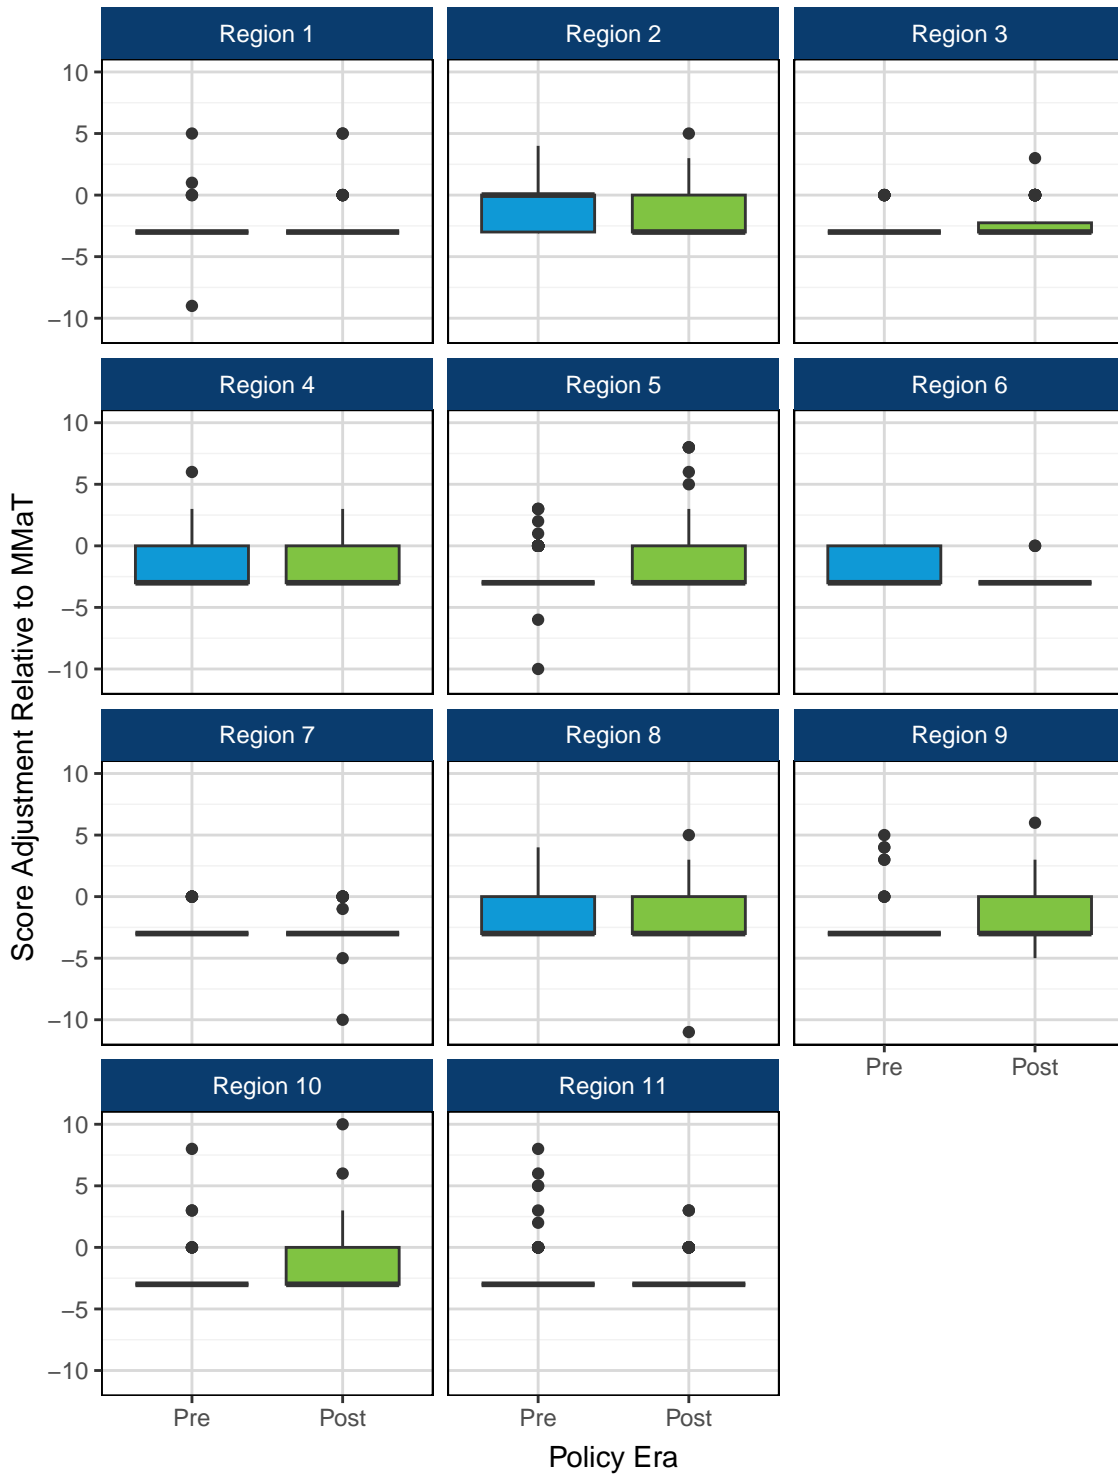 Region 1
Region 2
Region 3
10
5
0
−5
−10
Region 4
Region 5
Region 6
10
5
0
−5
−10
Region 7
Region 8
Region 9
10
5
0
−5
−10
Pre
Post
Region 10
Region 11
10
5
0
−5
−10
Pre
Post
Pre
Post
Policy Era
Score Adjustment Relative to MMaT